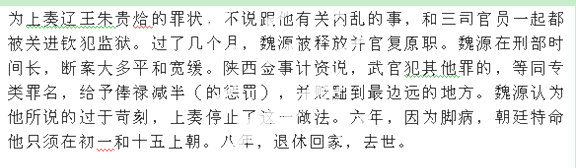 为上奏辽王朱贵烚的罪状，不说跟他有关内乱的事，和三司官员一起都
被关进钦犯监狱。过了几个月，魏源被释放并官复原职。魏源在刑部时
间长，断案大多平和宽缓。陕西佥事计资说，武官犯其他罪的，等同专
类罪名，给予俸禄减半（的惩罚），并贬黜到最边远的地方。魏源认为
他所说的过于苛刻，上奏停止了这一做法。六年，因为脚病，朝廷特命
他只须在初一和十五上朝。八年，退休回家，去世。